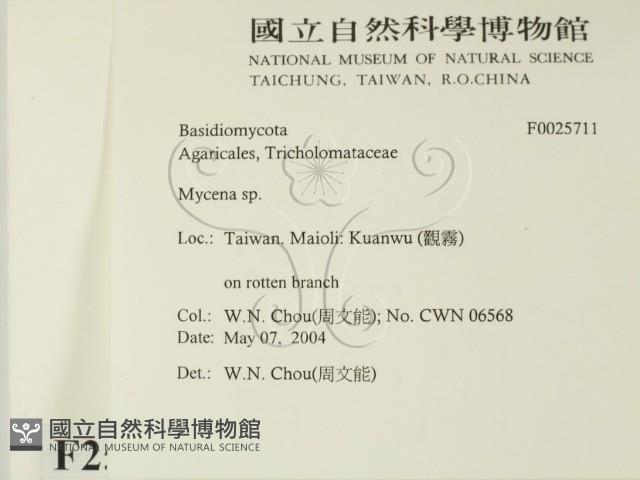 國立自然科學博物館
NATIONAL MUSEUM OF NATURAL SCIENCE
TAICHUNG, TAIWAN, R.O.CHINA
Basidiomycota F0025711
Agaricales, Tricholomataceae
Mycena sp.
Loc.: Taiwan. Maioli: Kuanwu (觀霧)
on rotten branch
Col.: W.N. Chou(周文能); No. CWN 06568
Date: May 07, 2004
Det.: W.N. Chou(周文能)
國立自然科學博物館
NATIONAL MUSEUM OF NATURAL SCIENCE